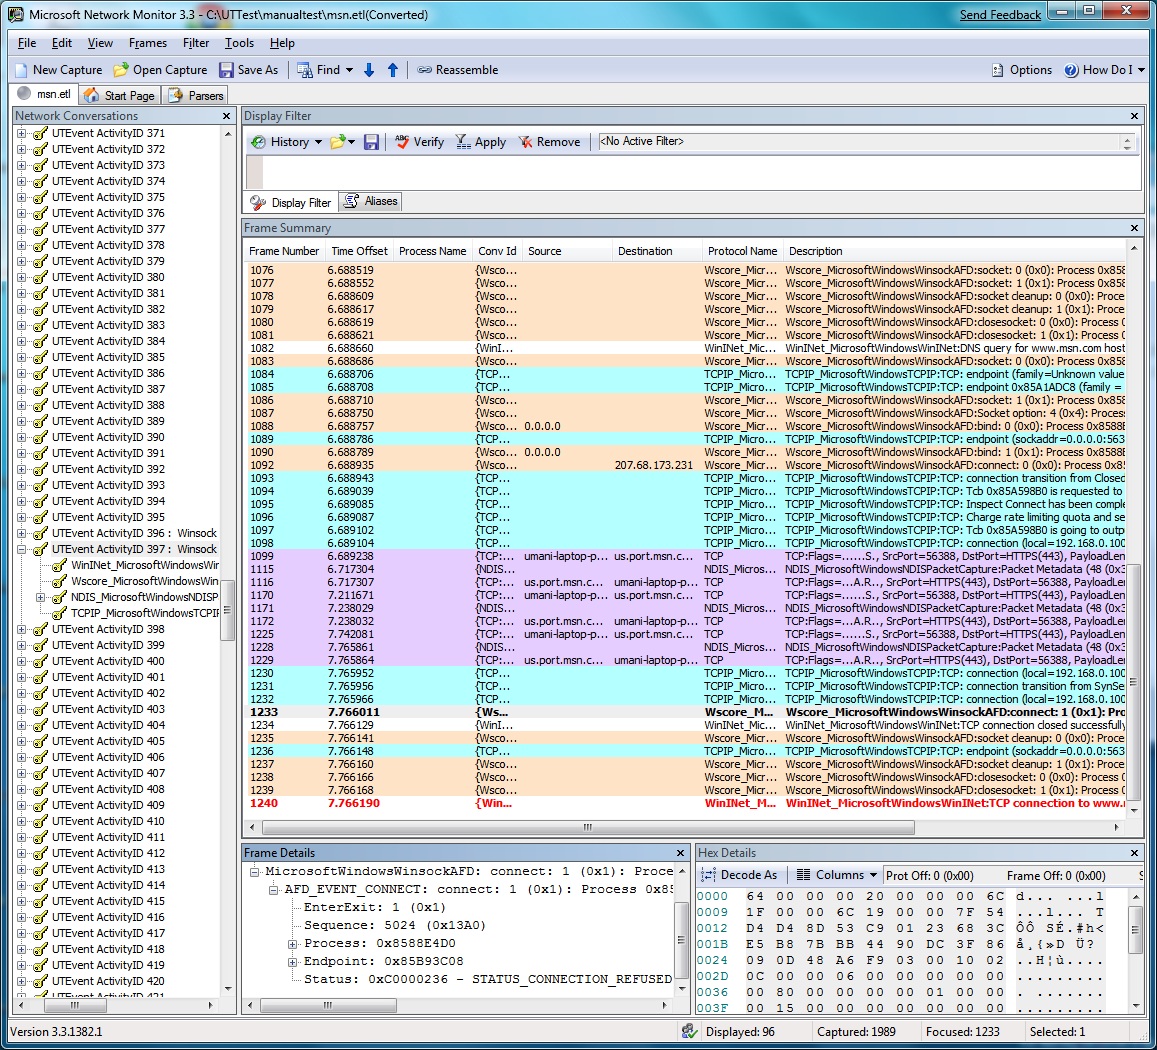 Microsoft Network Monitor 3.3 - C:\UTTest\manualtest\msn.etl(Converted) Send Feedback
File Edit View Frames Filter Tools Help
New Capture Open Capture Save As Find Reassemble Options How Do I
msn.etl Start Page Parsers
Network Conversations
UTEvent ActivityID 371
UTEvent ActivityID 372
UTEvent ActivityID 373
UTEvent ActivityID 374
UTEvent ActivityID 375
UTEvent ActivityID 376
UTEvent ActivityID 377
UTEvent ActivityID 378
UTEvent ActivityID 379
UTEvent ActivityID 380
UTEvent ActivityID 381
UTEvent ActivityID 382
UTEvent ActivityID 383
UTEvent ActivityID 384
UTEvent ActivityID 385
UTEvent ActivityID 386
UTEvent ActivityID 387
UTEvent ActivityID 388
UTEvent ActivityID 389
UTEvent ActivityID 390
UTEvent ActivityID 391
UTEvent ActivityID 392
UTEvent ActivityID 393
UTEvent ActivityID 394
UTEvent ActivityID 395
UTEvent ActivityID 396 : Winsock
UTEvent ActivityID 397 : Winsock
WinINet_MicrosoftWindowsWir
Wscore_MicrosoftWindowsWin
NDIS_MicrosoftWindowsNDISP
TCPIP_MicrosoftWindowsTCPIF
UTEvent ActivityID 398
UTEvent ActivityID 399
UTEvent ActivityID 400
UTEvent ActivityID 401
UTEvent ActivityID 402
UTEvent ActivityID 403
UTEvent ActivityID 404
UTEvent ActivityID 405
UTEvent ActivityID 406
UTEvent ActivityID 407
UTEvent ActivityID 408
UTEvent ActivityID 409
UTEvent ActivityID 410
UTEvent ActivityID 411
UTEvent ActivityID 412
UTEvent ActivityID 413
UTEvent ActivityID 414
UTEvent ActivityID 415
UTEvent ActivityID 416
UTEvent ActivityID 417
UTEvent ActivityID 418
UTEvent ActivityID 419
UTEvent ActivityID 420
UTEvent ActivityID 421
Display Filter
History Verify Apply Remove <No Active Filter>
Display Filter Aliases
Frame Summary
Frame Number Time Offset Process Name Conv Id Source Destination Protocol Name Description
1076 6.688519 {Wsco... Wscore_Micr... Wscore_MicrosoftWindowsWinsockAFD:socket: 0 (0x0): Process 0x858
1077 6.688552 {Wsco... Wscore_Micr... Wscore_MicrosoftWindowsWinsockAFD:socket: 1 (0x1): Process 0x858
1078 6.688609 {Wsco... Wscore_Micr... Wscore_MicrosoftWindowsWinsockAFD:socket cleanup: 0 (0x0): Proces
1079 6.688617 {Wsco... Wscore_Micr... Wscore_MicrosoftWindowsWinsockAFD:socket cleanup: 1 (0x1): Proces
1080 6.688619 {Wsco... Wscore_Micr... Wscore_MicrosoftWindowsWinsockAFD:closesocket: 0 (0x0): Process 0
1081 6.688621 {Wsco... Wscore_Micr... Wscore_MicrosoftWindowsWinsockAFD:closesocket: 1 (0x1): Process 0
1082 6.688660 {WinI... WinINet_Mic... WinINet_MicrosoftWindowsWinINet:DNS query for www.msn.com host
1083 6.688686 {Wsco... Wscore_Micr... Wscore_MicrosoftWindowsWinsockAFD:socket: 0 (0x0): Process 0x858
1084 6.688706 {TCP... TCPIP_Micro... TCPIP_MicrosoftWindowsTCPIP:TCP: endpoint (family=Unknown value
1085 6.688708 {TCP... TCPIP_Micro... TCPIP_MicrosoftWindowsTCPIP:TCP: endpoint 0x85A1ADC8 (family =
1086 6.688710 {Wsco... Wscore_Micr... Wscore_MicrosoftWindowsWinsockAFD:socket: 1 (0x1): Process 0x858
1087 6.688750 {Wsco... Wscore_Micr... Wscore_MicrosoftWindowsWinsockAFD:Socket option: 4 (0x4): Process
1088 6.688757 {Wsco... 0.0.0.0 Wscore_Micr... Wscore_MicrosoftWindowsWinsockAFD:bind: 0 (0x0): Process 0x8588E
1089 6.688786 {TCP... TCPIP_Micro... TCPIP_MicrosoftWindowsTCPIP:TCP: endpoint (sockaddr=0.0.0.0:563
1090 6.688789 {Wsco... 0.0.0.0 Wscore_Micr... Wscore_MicrosoftWindowsWinsockAFD:bind: 1 (0x1): Process 0x8588E
1092 6.688935 {Wsco... 207.68.173.231 Wscore_Micr... Wscore_MicrosoftWindowsWinsockAFD:connect: 0 (0x0): Process 0x85
1093 6.688943 {TCP... TCPIP_Micro... TCPIP_MicrosoftWindowsTCPIP:TCP: connection transition from Closed
1094 6.689039 {TCP... TCPIP_Micro... TCPIP_MicrosoftWindowsTCPIP:TCP: Tcb 0x85A598B0 is requested to
1095 6.689085 {TCP... TCPIP_Micro... TCPIP_MicrosoftWindowsTCPIP:TCP: Inspect Connect has been comple
1096 6.689087 {TCP... TCPIP_Micro... TCPIP_MicrosoftWindowsTCPIP:TCP: Charge rate limiting quota and se
1097 6.689102 {TCP... TCPIP_Micro... TCPIP_MicrosoftWindowsTCPIP:TCP: Tcb 0x85A598B0 is going to outp
1098 6.689104 {TCP... TCPIP_Micro... TCPIP_MicrosoftWindowsTCPIP:TCP: connection (local=192.168.0.100
1099 6.689238 {TCP:... umani-laptop-p... us.port.msn.c... TCP TCP:Flags=......S., SrcPort=56388, DstPort=HTTPS(443), PayloadLen
1115 6.717304 {NDIS... NDIS_Micros... NDIS_MicrosoftWindowsNDISPacketCapture:Packet Metadata (48 (0x3
1116 6.717307 {TCP:... us.port.msn.c... umani-laptop-p... TCP TCP:Flags=...A.R.., SrcPort=HTTPS(443), DstPort=56388, PayloadLer
1170 7.211671 {TCP:... umani-laptop-p... us.port.msn.c... TCP TCP:Flags=......S., SrcPort=56388, DstPort=HTTPS(443), PayloadLen
1171 7.238029 {NDIS... NDIS_Micros... NDIS_MicrosoftWindowsNDISPacketCapture:Packet Metadata (48 (0x3
1172 7.238032 {TCP:... us.port.msn.c... umani-laptop-p... TCP TCP:Flags=...A.R.., SrcPort=HTTPS(443), DstPort=56388, PayloadLer
1225 7.742081 {TCP:... umani-laptop-p... us.port.msn.c... TCP TCP:Flags=......S., SrcPort=56388, DstPort=HTTPS(443), PayloadLen
1228 7.765861 {NDIS... NDIS_Micros... NDIS_MicrosoftWindowsNDISPacketCapture:Packet Metadata (48 (0x3
1229 7.765864 {TCP:... us.port.msn.c... umani-laptop-p... TCP TCP:Flags=...A.R.., SrcPort=HTTPS(443), DstPort=56388, PayloadLer
1230 7.765952 {TCP... TCPIP_Micro... TCPIP_MicrosoftWindowsTCPIP:TCP: connection (local=192.168.0.100
1231 7.765956 {TCP... TCPIP_Micro... TCPIP_MicrosoftWindowsTCPIP:TCP: connection transition from SynSe
1232 7.765966 {TCP... TCPIP_Micro... TCPIP_MicrosoftWindowsTCPIP:TCP: connection (local=192.168.0.100
1233 7.766011 {Ws... Wscore_M... Wscore_MicrosoftWindowsWinsockAFD:connect: 1 (0x1): Pro
1234 7.766129 {WinI... WinINet_Mic... WinINet_MicrosoftWindowsWinINet:TCP connection closed successfully
1235 7.766141 {Wsco... Wscore_Micr... Wscore_MicrosoftWindowsWinsockAFD:socket cleanup: 0 (0x0): Proces
1236 7.766148 {TCP... TCPIP_Micro... TCPIP_MicrosoftWindowsTCPIP:TCP: endpoint (sockaddr=0.0.0.0:563
1237 7.766160 {Wsco... Wscore_Micr... Wscore_MicrosoftWindowsWinsockAFD:socket cleanup: 1 (0x1): Proces
1238 7.766166 {Wsco... Wscore_Micr... Wscore_MicrosoftWindowsWinsockAFD:closesocket: 0 (0x0): Process 0
1239 7.766168 {Wsco... Wscore_Micr... Wscore_MicrosoftWindowsWinsockAFD:closesocket: 1 (0x1): Process 0
1240 7.766190 {Win... WinINet_M... WinINet_MicrosoftWindowsWinINet:TCP connection to www.r
Frame Details
MicrosoftWindowsWinsockAFD: connect: 1 (0x1): Proce
AFD_EVENT_CONNECT: connect: 1 (0x1): Process 0x85
EnterExit: 1 (0x1)
Sequence: 5024 (0x13A0)
Process: 0x8588E4D0
Endpoint: 0x85B93C08
Status: 0xC0000236 - STATUS_CONNECTION_REFUSED
Hex Details
Decode As Columns Prot Off: 0 (0x00) Frame Off: 0 (0x00) S
0000 64 00 00 00 20 00 00 00 6C d... ...l
0009 1F 00 00 6C 19 00 00 7F 54 ...l... T
0012 D4 D4 8D 53 C9 01 23 68 3C ÔÔ SÉ.#h<
001B E5 B8 7B BB 44 90 DC 3F 86 å¸{»D Ü?
0024 09 0D 48 A6 F9 03 00 10 02 ..H¦ù....
002D 0C 00 00 06 00 00 00 00 00 .........
0036 00 80 00 00 00 00 01 00 00 . .......
003F 00 15 00 00 00 00 00 00 00 .........
Version 3.3.1382.1 Displayed: 96 Captured: 1989 Focused: 1233 Selected: 1